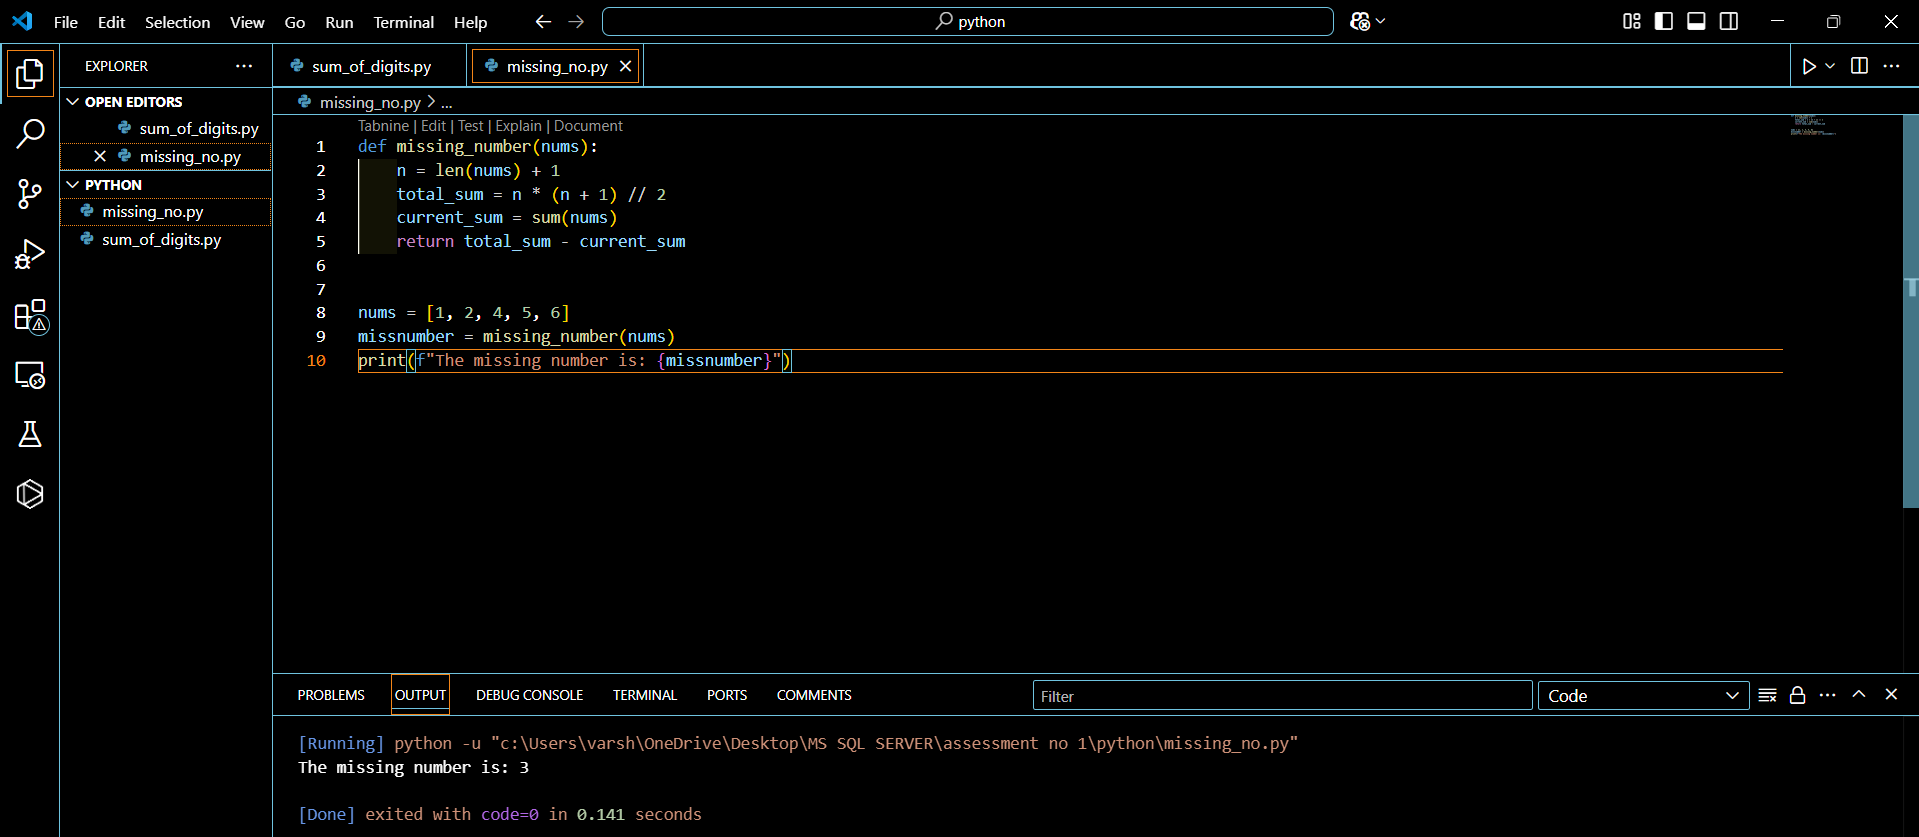 File Edit Selection View Go Run Terminal Help
python
EXPLORER
OPEN EDITORS
sum_of_digits.py
missing_no.py
PYTHON
missing_no.py
sum_of_digits.py
sum_of_digits.py missing_no.py
missing_no.py > ...
Tabnine | Edit | Test | Explain | Document
1 def missing_number(nums):
2     n = len(nums) + 1
3     total_sum = n * (n + 1) // 2
4     current_sum = sum(nums)
5     return total_sum - current_sum
6
7
8 nums = [1, 2, 4, 5, 6]
9 missnumber = missing_number(nums)
10 print(f"The missing number is: {missnumber}")
PROBLEMS OUTPUT DEBUG CONSOLE TERMINAL PORTS COMMENTS Filter Code
[Running] python -u "c:\Users\varsh\OneDrive\Desktop\MS SQL SERVER\assessment no 1\python\missing_no.py"
The missing number is: 3
[Done] exited with code=0 in 0.141 seconds